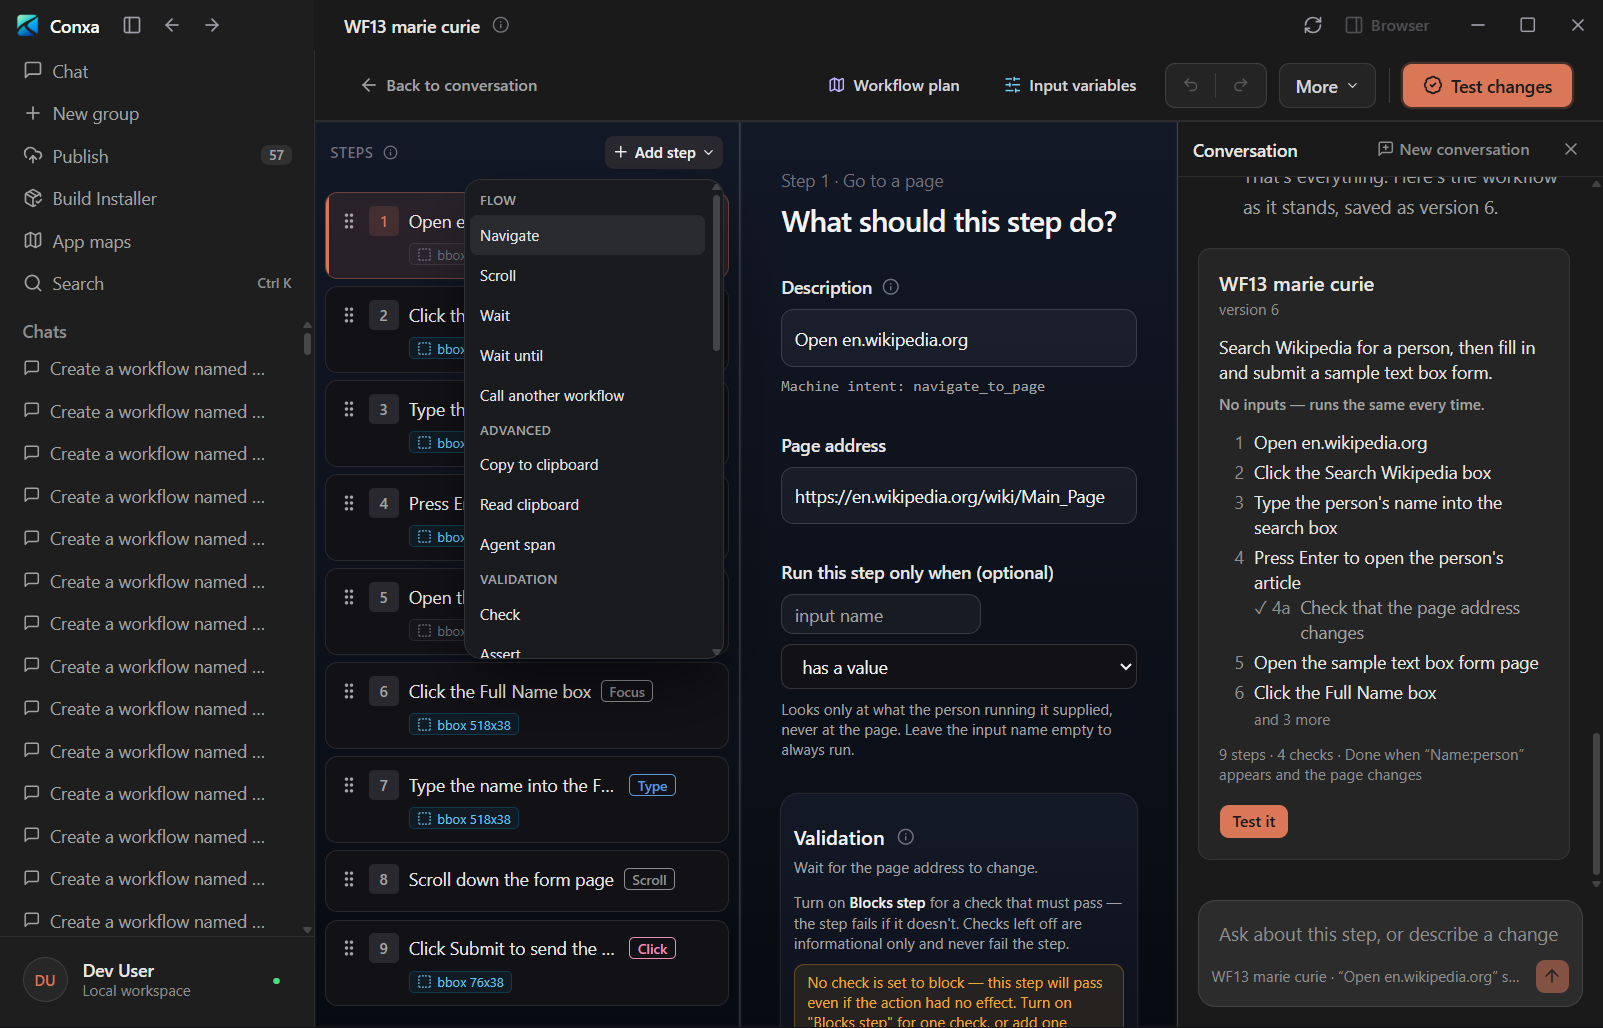 Conxa
WF13 marie curie
Browser
Chat
New group
Publish 57
Build Installer
App maps
Search Ctrl K
Chats
Create a workflow named ...
Create a workflow named ...
Create a workflow named ...
Create a workflow named ...
Create a workflow named ...
Create a workflow named ...
Create a workflow named ...
Create a workflow named ...
Create a workflow named ...
Create a workflow named ...
Create a workflow named ...
Create a workflow named ...
Create a workflow named ...
Create a workflow named ...
DU
Dev User
Local workspace
Back to conversation
Workflow plan
Input variables
More
Test changes
STEPS
Add step
1 Open e
bbo
2 Click th
bbox
3 Type th
bbox
4 Press E
bbox
5 Open t
bbo
6 Click the Full Name box Focus
bbox 518x38
7 Type the name into the F... Type
bbox 518x38
8 Scroll down the form page Scroll
9 Click Submit to send the ... Click
bbox 76x38
FLOW
Navigate
Scroll
Wait
Wait until
Call another workflow
ADVANCED
Copy to clipboard
Read clipboard
Agent span
VALIDATION
Check
Assert
Step 1 · Go to a page
What should this step do?
Description
Open en.wikipedia.org
Machine intent: navigate_to_page
Page address
https://en.wikipedia.org/wiki/Main_Page
Run this step only when (optional)
input name
has a value
Looks only at what the person running it supplied,
never at the page. Leave the input name empty to
always run.
Validation
Wait for the page address to change.
Turn on Blocks step for a check that must pass —
the step fails if it doesn't. Checks left off are
informational only and never fail the step.
No check is set to block — this step will pass
even if the action had no effect. Turn on
"Blocks step" for one check, or add one
Conversation
New conversation
That's everything. Here's the workflow
as it stands, saved as version 6.
WF13 marie curie
version 6
Search Wikipedia for a person, then fill in
and submit a sample text box form.
No inputs — runs the same every time.
1 Open en.wikipedia.org
2 Click the Search Wikipedia box
3 Type the person's name into the
search box
4 Press Enter to open the person's
article
✓ 4a Check that the page address
changes
5 Open the sample text box form page
6 Click the Full Name box
and 3 more
9 steps · 4 checks · Done when “Name:person”
appears and the page changes
Test it
Ask about this step, or describe a change
WF13 marie curie · “Open en.wikipedia.org” s...